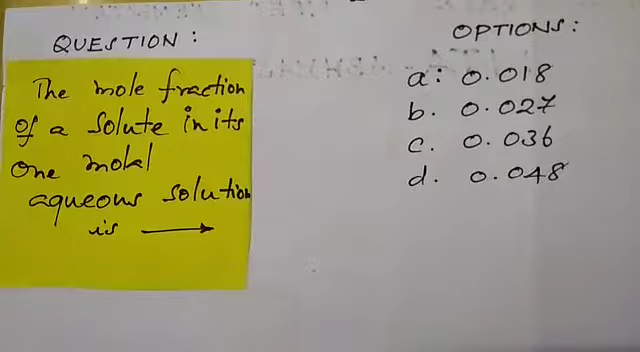 QUESTION :
The mole fraction
of a solute in its
one molal
aqueous solution
is →
OPTIONS :
a: 0.018
b. 0.027
c. 0.036
d. 0.048